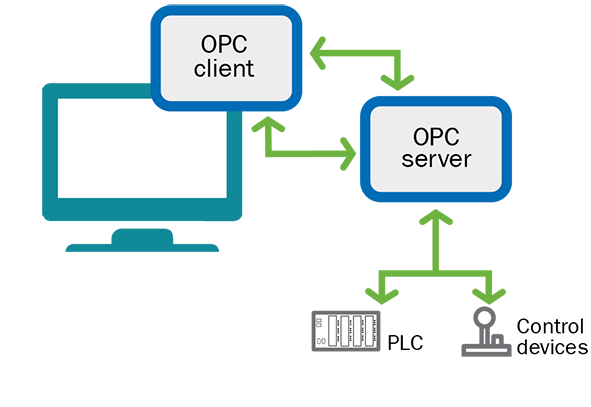 OPC
client
OPC
server
PLC
Control
devices